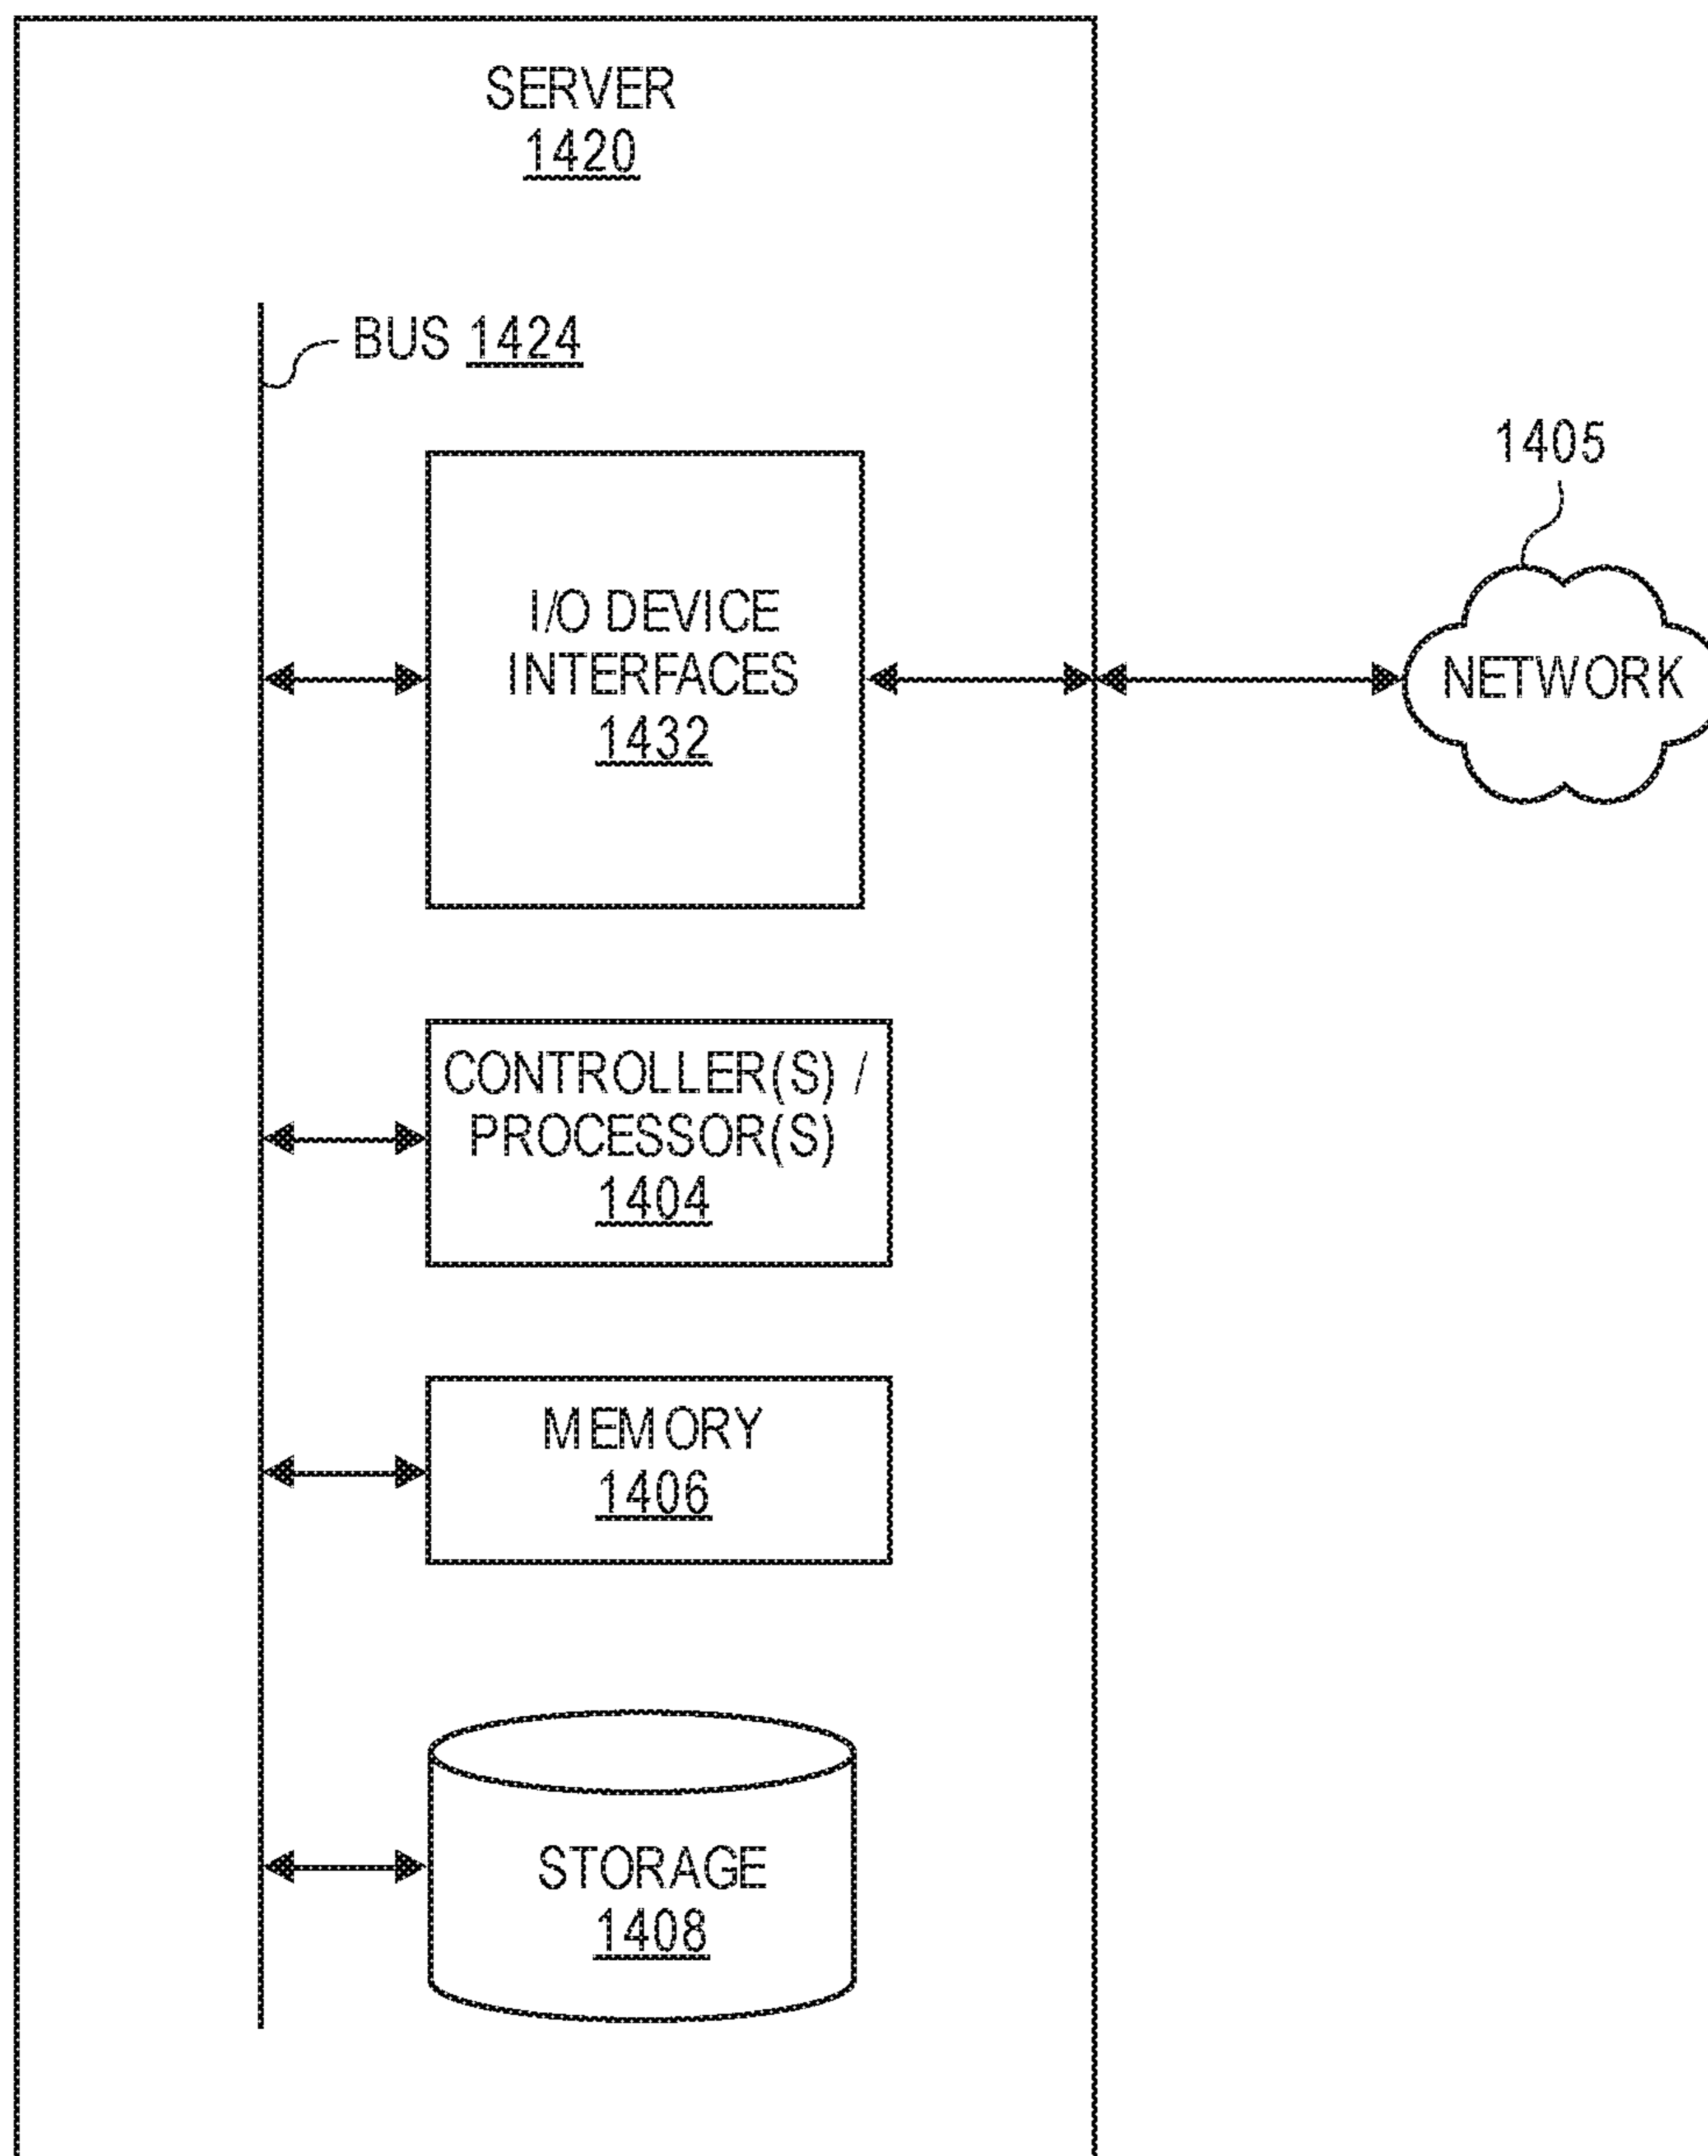 SERVER
1420
BUS 1424
1405
I/O DEVICE
INTERFACES
1432
NETWORK
CONTROLLER(S) /
PROCESSOR(S)
1404
MEMORY
1406
STORAGE
1408